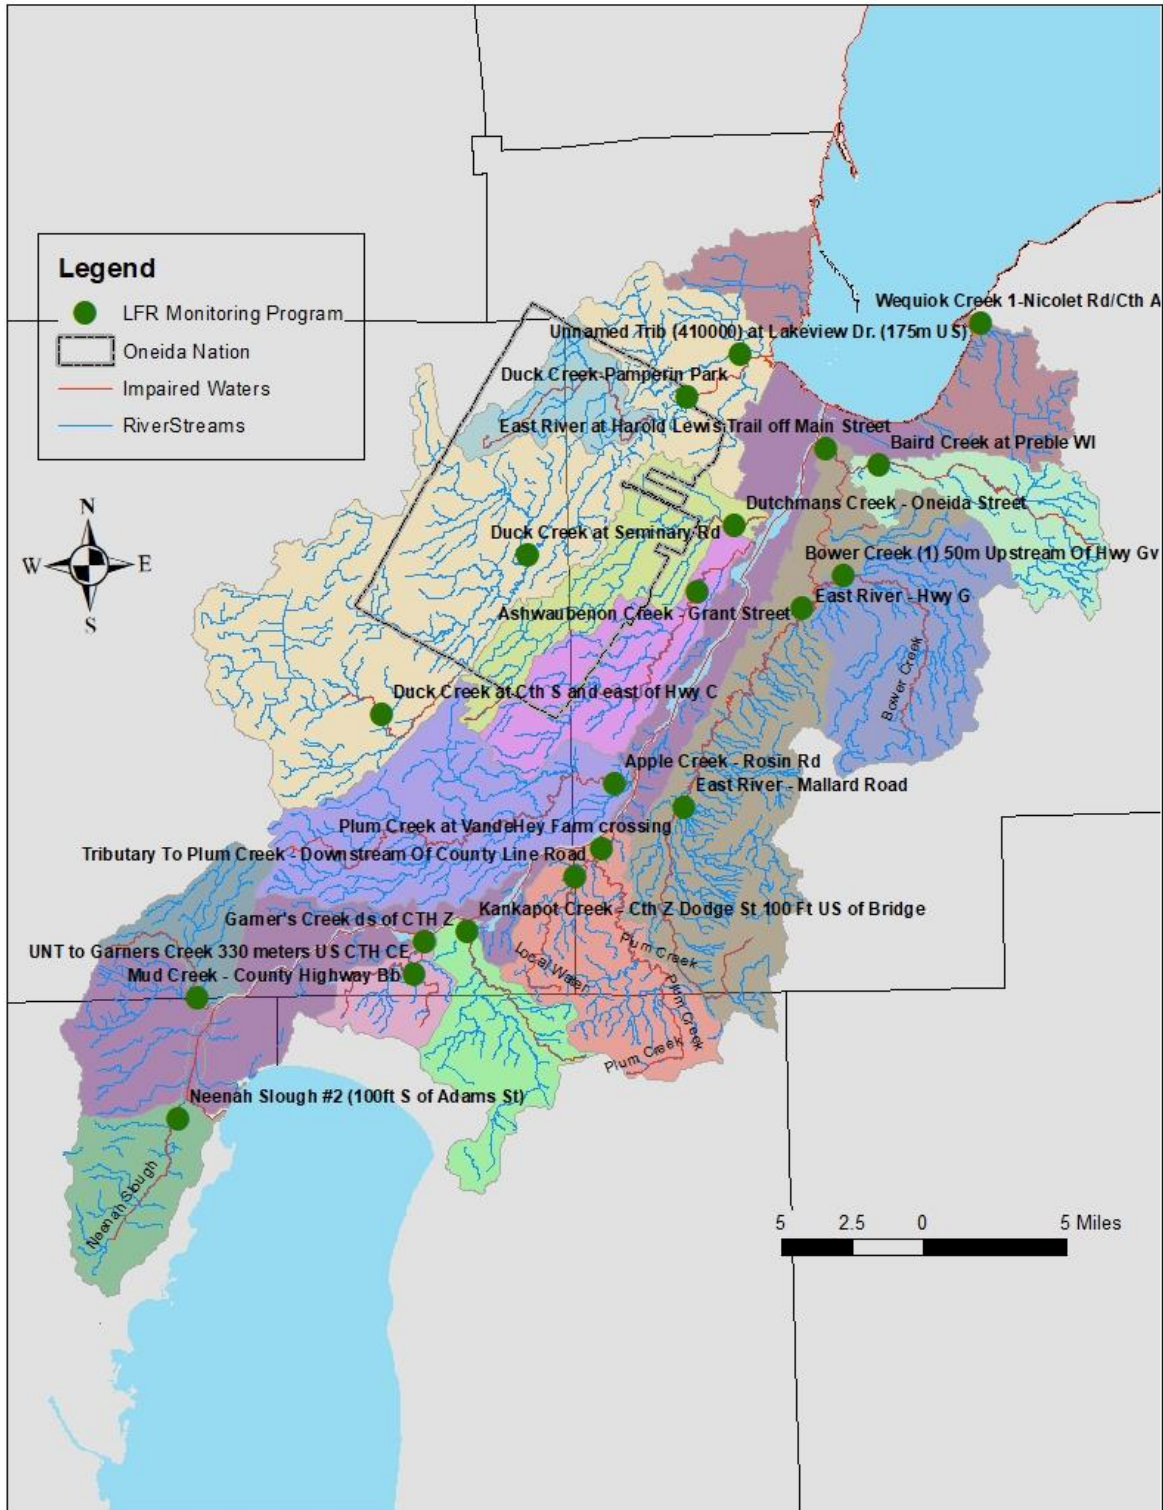 Legend
LFR Monitoring Program
Oneida Nation
Impaired Waters
RiverStreams
N
W
E
S
Wequiok Creek 1-Nicolet Rd/Cth A
Unnamed Trib (410000) at Lakeview Dr. (175m US)
Duck Creek-Pamperin Park
East River at Harold Lewis Trail off Main Street
Baird Creek at Preble WI
Dutchmans Creek - Oneida Street
Duck Creek at Seminary Rd
Bower Creek (1) 50m Upstream Of Hwy Gv
East River - Hwy G
Ashwaubenon Creek - Grant Street
Bower Creek
Duck Creek at Cth S and east of Hwy C
Apple Creek - Rosin Rd
East River - Mallard Road
Plum Creek at VandeHey Farm crossing
Tributary To Plum Creek - Downstream Of County Line Road
Kankapot Creek - Cth Z Dodge St 100 Ft US of Bridge
Garner's Creek ds of CTH Z
UNT to Garners Creek 330 meters US CTH CE
Mud Creek - County Highway Bb
Plum Creek
Local Water
Plum Creek
Plum Creek
Neenah Slough #2 (100ft S of Adams St)
Neenah Slough
5 2.5 0 5 Miles